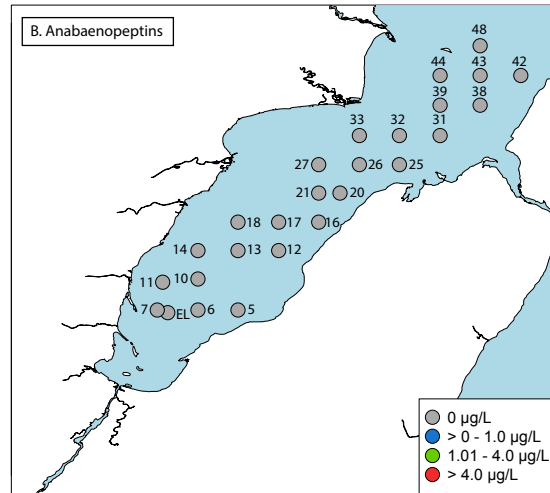 B. Anabaenopeptins
48
44 43 42
39 38
33 32 31
27 26 25
21 20
18 17 16
14 13 12
11 10
7 EL 6 5
0 µg/L
> 0 - 1.0 µg/L
1.01 - 4.0 µg/L
> 4.0 µg/L